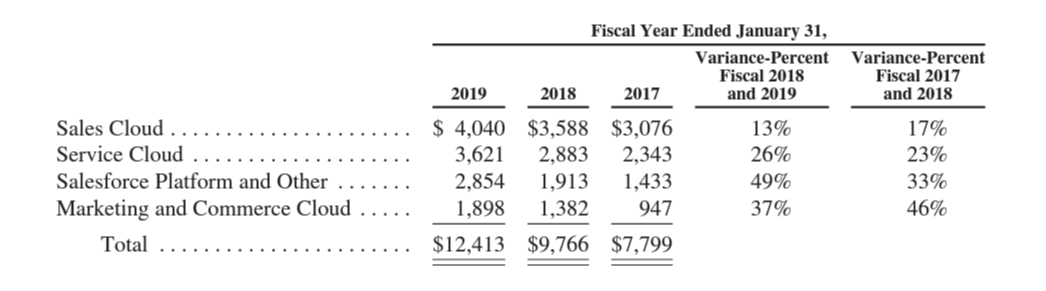 Fiscal Year Ended January 31,
Variance-Percent Variance-Percent
Fiscal 2018 Fiscal 2017
2019 2018 2017 and 2019 and 2018
Sales Cloud . . . . . . . . . . . . . . . . . . . . . . $ 4,040 $3,588 $3,076 13% 17%
Service Cloud . . . . . . . . . . . . . . . . . . . . 3,621 2,883 2,343 26% 23%
Salesforce Platform and Other . . . . . . . 2,854 1,913 1,433 49% 33%
Marketing and Commerce Cloud . . . . . 1,898 1,382 947 37% 46%
Total . . . . . . . . . . . . . . . . . . . . . . . $12,413 $9,766 $7,799